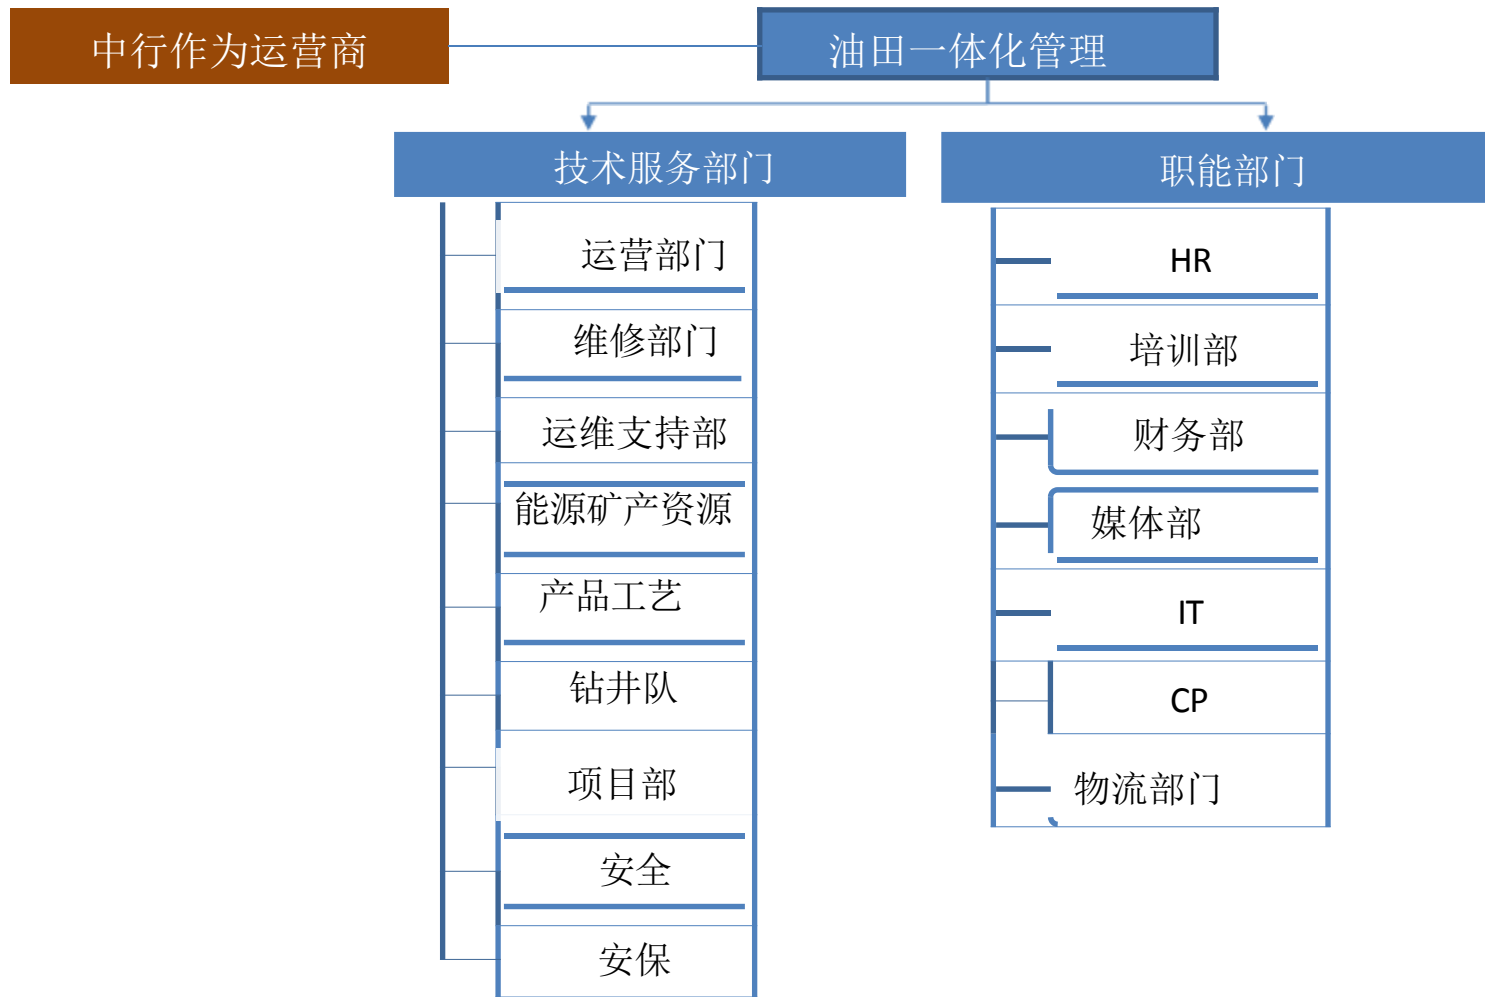 中行作为运营商
油田一体化管理
技术服务部门
运营部门
维修部门
运维支持部
能源矿产资源
产品工艺
钻井队
项目部
安全
安保
职能部门
HR
培训部
财务部
媒体部
IT
CP
物流部门